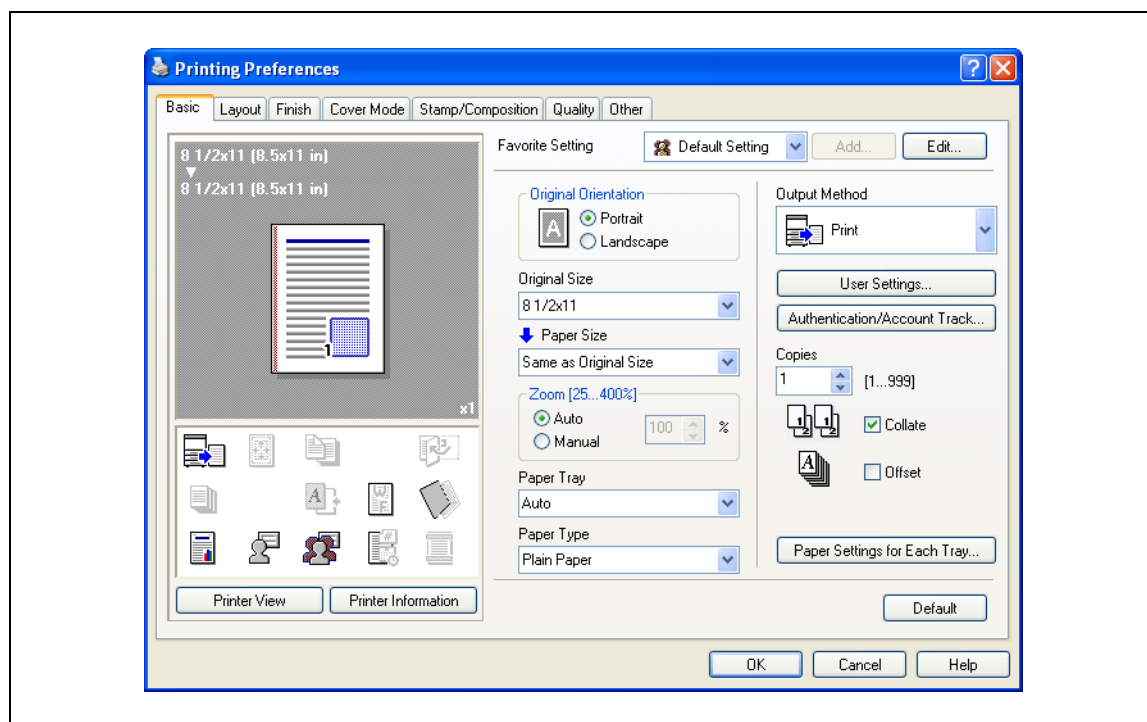 Printing Preferences
Basic
Layout
Finish
Cover Mode
Stamp/Composition
Quality
Other
8 1/2x11 (8.5x11 in)
8 1/2x11 (8.5x11 in)
1
x1
Printer View
Printer Information
Favorite Setting
Default Setting
Add...
Edit...
Original Orientation
A
Portrait
Landscape
Original Size
8 1/2x11
Paper Size
Same as Original Size
Zoom [25...400%]
Auto
Manual
100
%
Paper Tray
Auto
Paper Type
Plain Paper
Output Method
Print
User Settings...
Authentication/Account Track...
Copies
1
[1...999]
Collate
Offset
Paper Settings for Each Tray...
Default
OK
Cancel
Help